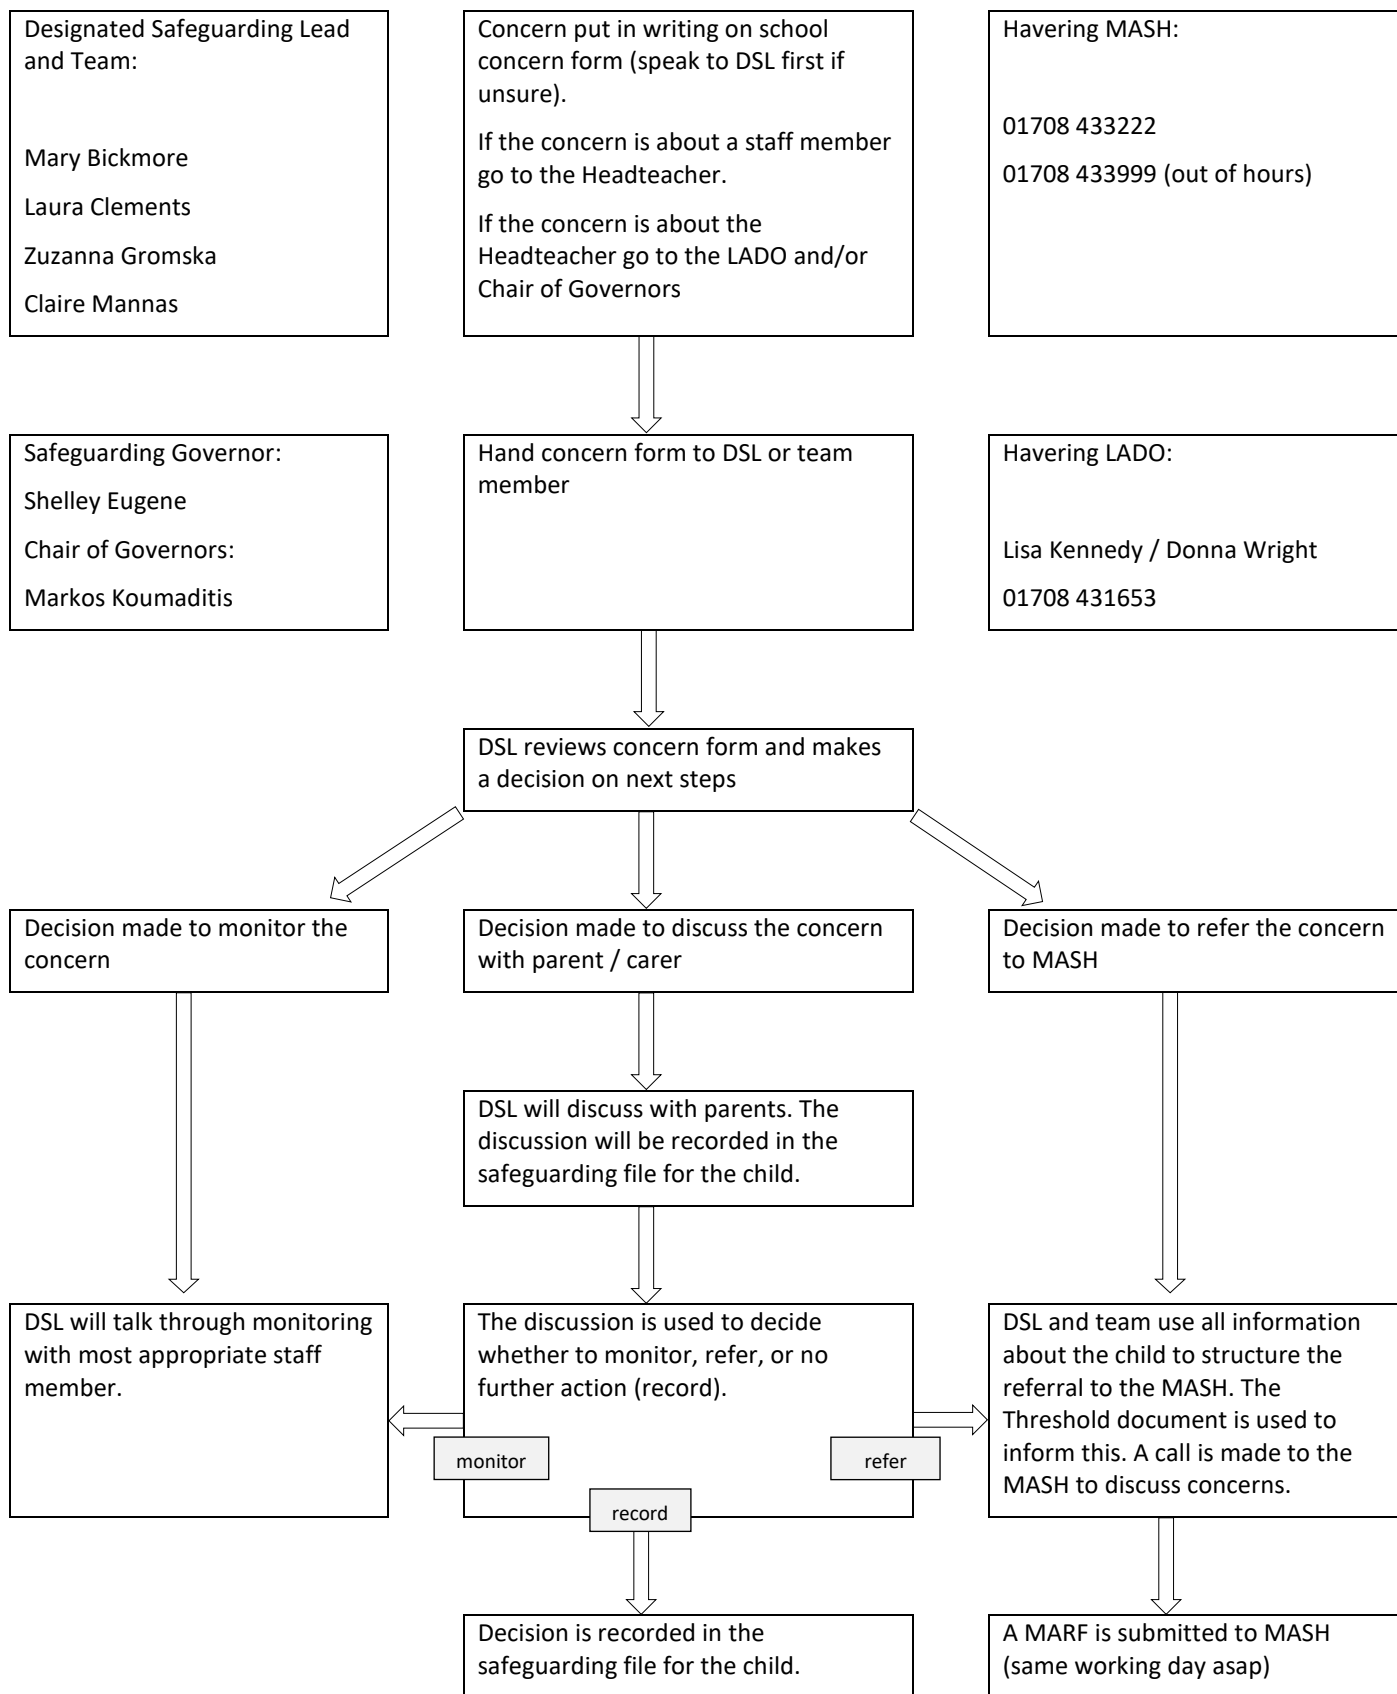 Designated Safeguarding Lead
and Team:
Mary Bickmore
Laura Clements
Zuzanna Gromska
Claire Mannas
Concern put in writing on school
concern form (speak to DSL first if
unsure).
If the concern is about a staff member
go to the Headteacher.
If the concern is about the
Headteacher go to the LADO and/or
Chair of Governors
Havering MASH:
01708 433222
01708 433999 (out of hours)
Safeguarding Governor:
Shelley Eugene
Chair of Governors:
Markos Koumaditis
Hand concern form to DSL or team
member
Havering LADO:
Lisa Kennedy / Donna Wright
01708 431653
DSL reviews concern form and makes
a decision on next steps
Decision made to monitor the
concern
Decision made to discuss the concern
with parent / carer
Decision made to refer the concern
to MASH
DSL will discuss with parents. The
discussion will be recorded in the
safeguarding file for the child.
DSL will talk through monitoring
with most appropriate staff
member.
The discussion is used to decide
whether to monitor, refer, or no
further action (record).
monitor
refer
record
DSL and team use all information
about the child to structure the
referral to the MASH. The
Threshold document is used to
inform this. A call is made to the
MASH to discuss concerns.
Decision is recorded in the
safeguarding file for the child.
A MARF is submitted to MASH
(same working day asap)